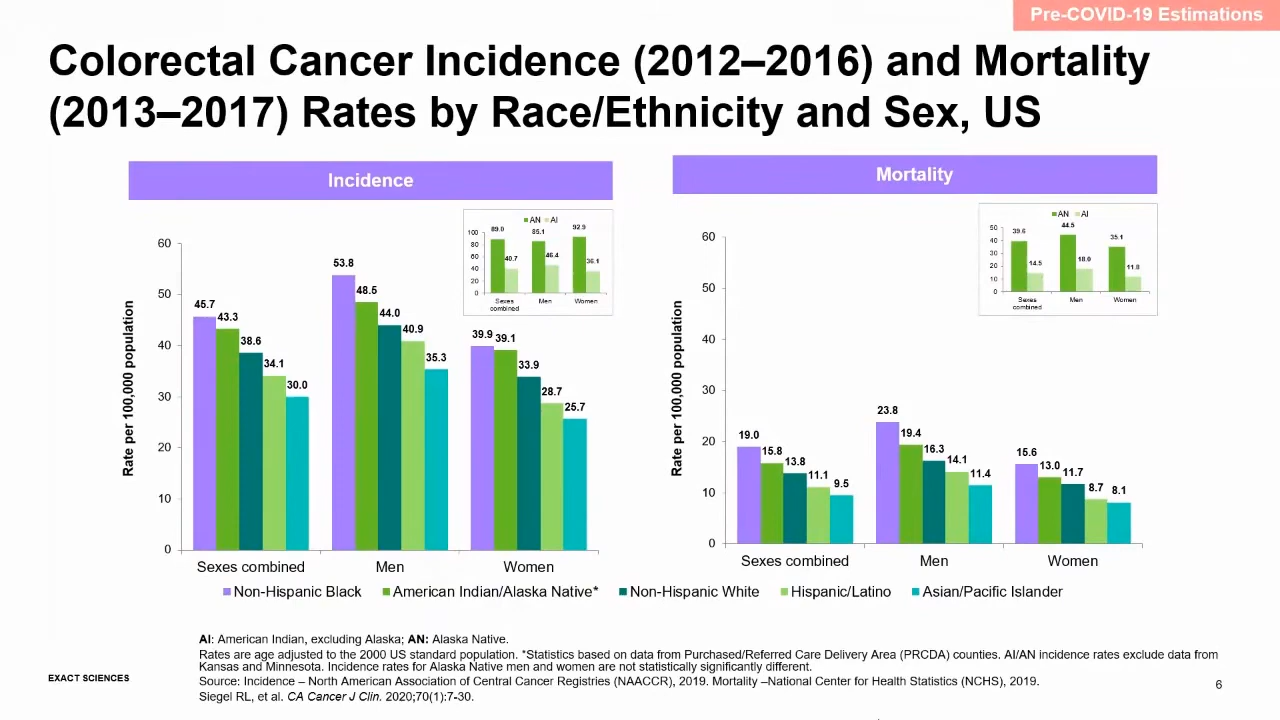 Pre-COVID-19 Estimations
Colorectal Cancer Incidence (2012–2016) and Mortality
(2013–2017) Rates by Race/Ethnicity and Sex, US
Incidence
Rate per 100,000 population
60
50
40
30
20
10
0
45.7
43.3
38.6
34.1
30.0
53.8
48.5
44.0
40.9
35.3
39.9
39.1
33.9
28.7
25.7
Sexes combined
Men
Women
AN
AI
100
80
60
40
20
0
89.0
40.7
85.1
46.4
92.9
36.1
Sexes
combined
Men
Women
Mortality
Rate per 100,000 population
60
50
40
30
20
10
0
19.0
15.8
13.8
11.1
9.5
23.8
19.4
16.3
14.1
11.4
15.6
13.0
11.7
8.7
8.1
Sexes combined
Men
Women
AN
AI
50
40
30
20
10
0
39.6
14.5
44.5
18.0
35.1
11.8
Sexes
combined
Men
Women
Non-Hispanic Black
American Indian/Alaska Native*
Non-Hispanic White
Hispanic/Latino
Asian/Pacific Islander
AI: American Indian, excluding Alaska; AN: Alaska Native.
Rates are age adjusted to the 2000 US standard population. *Statistics based on data from Purchased/Referred Care Delivery Area (PRCDA) counties. AI/AN incidence rates exclude data from
Kansas and Minnesota. Incidence rates for Alaska Native men and women are not statistically significantly different.
Source: Incidence – North American Association of Central Cancer Registries (NAACCR), 2019. Mortality –National Center for Health Statistics (NCHS), 2019.
Siegel RL, et al. CA Cancer J Clin. 2020;70(1):7-30.
EXACT SCIENCES
6